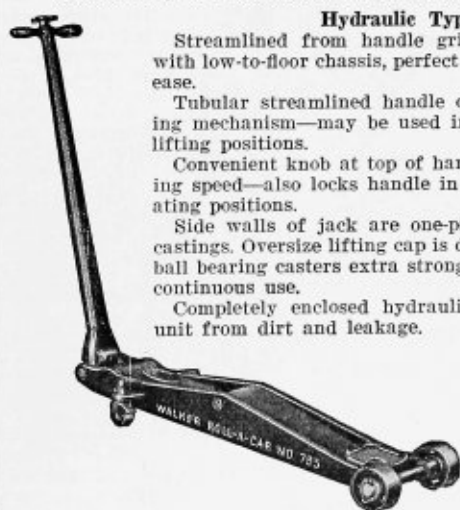 Hydraulic Typ
Streamlined from handle gri
with low-to-floor chassis, perfect
ease.
Tubular streamlined handle c
ing mechanism—may be used in
lifting positions.
Convenient knob at top of han
ing speed—also locks handle in
ating positions.
Side walls of jack are one-p
castings. Oversize lifting cap is c
ball bearing casters extra strong
continuous use.
Completely enclosed hydrauli
unit from dirt and leakage.
WALKER ROLL-A-CAR NO. 785